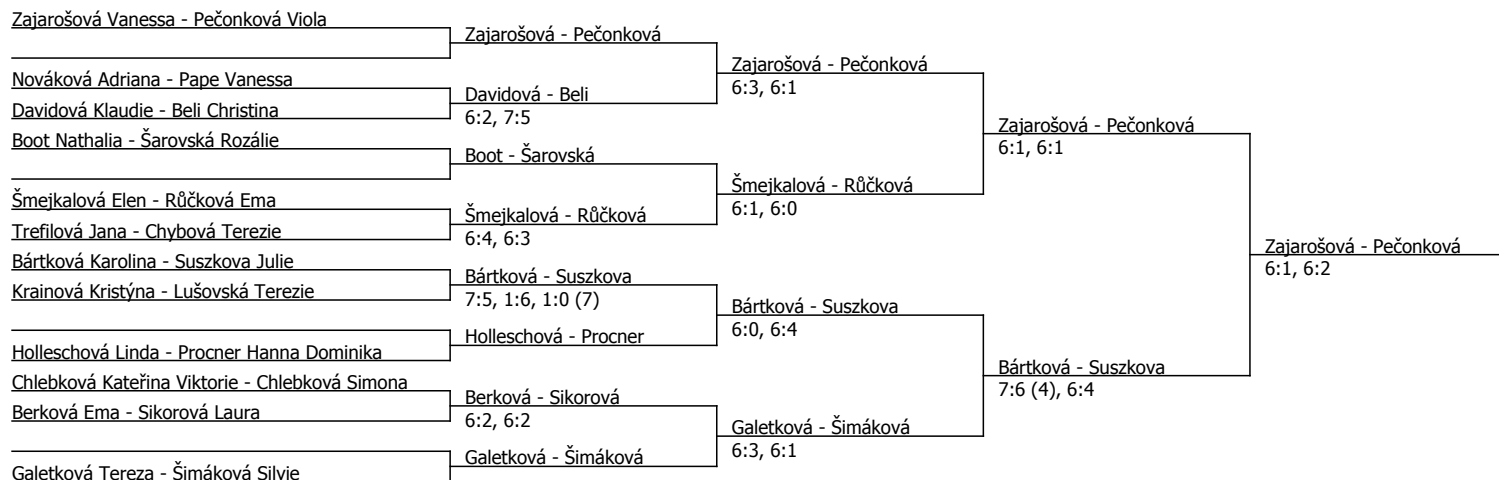 Zajarošová Vanessa - Pečonková Viola
Nováková Adriana - Pape Vanessa
Davidová Klaudie - Beli Christina
Boot Nathalia - Šarovská Rozálie
Šmejkalová Elen - Růčková Ema
Trefilová Jana - Chybová Terezie
Bártková Karolina - Suszkova Julie
Krainová Kristýna - Lušovská Terezie
Holleschová Linda - Procner Hanna Dominika
Chlebková Kateřina Viktorie - Chlebková Simona
Berková Ema - Sikorová Laura
Galetková Tereza - Šimáková Silvie
Zajarošová - Pečonková
Davidová - Beli
6:2, 7:5
Boot - Šarovská
Šmejkalová - Růčková
6:4, 6:3
Bártková - Suszkova
7:5, 1:6, 1:0 (7)
Holleschová - Procner
Berková - Sikorová
6:2, 6:2
Galetková - Šimáková
Zajarošová - Pečonková
6:3, 6:1
Šmejkalová - Růčková
6:1, 6:0
Bártková - Suszkova
6:0, 6:4
Galetková - Šimáková
6:3, 6:1
Zajarošová - Pečonková
6:1, 6:1
Bártková - Suszkova
7:6 (4), 6:4
Zajarošová - Pečonková
6:1, 6:2